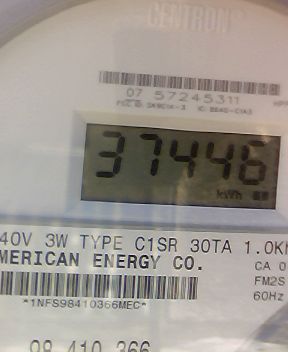 CENTRON
07 57245311
37446
kWh
40V 3W TYPE C1SR 30TA 1.0K
MERICAN ENERGY CO.
CA 0
FM2S
*1NFS98410366MEC*
60Hz
98 410 366